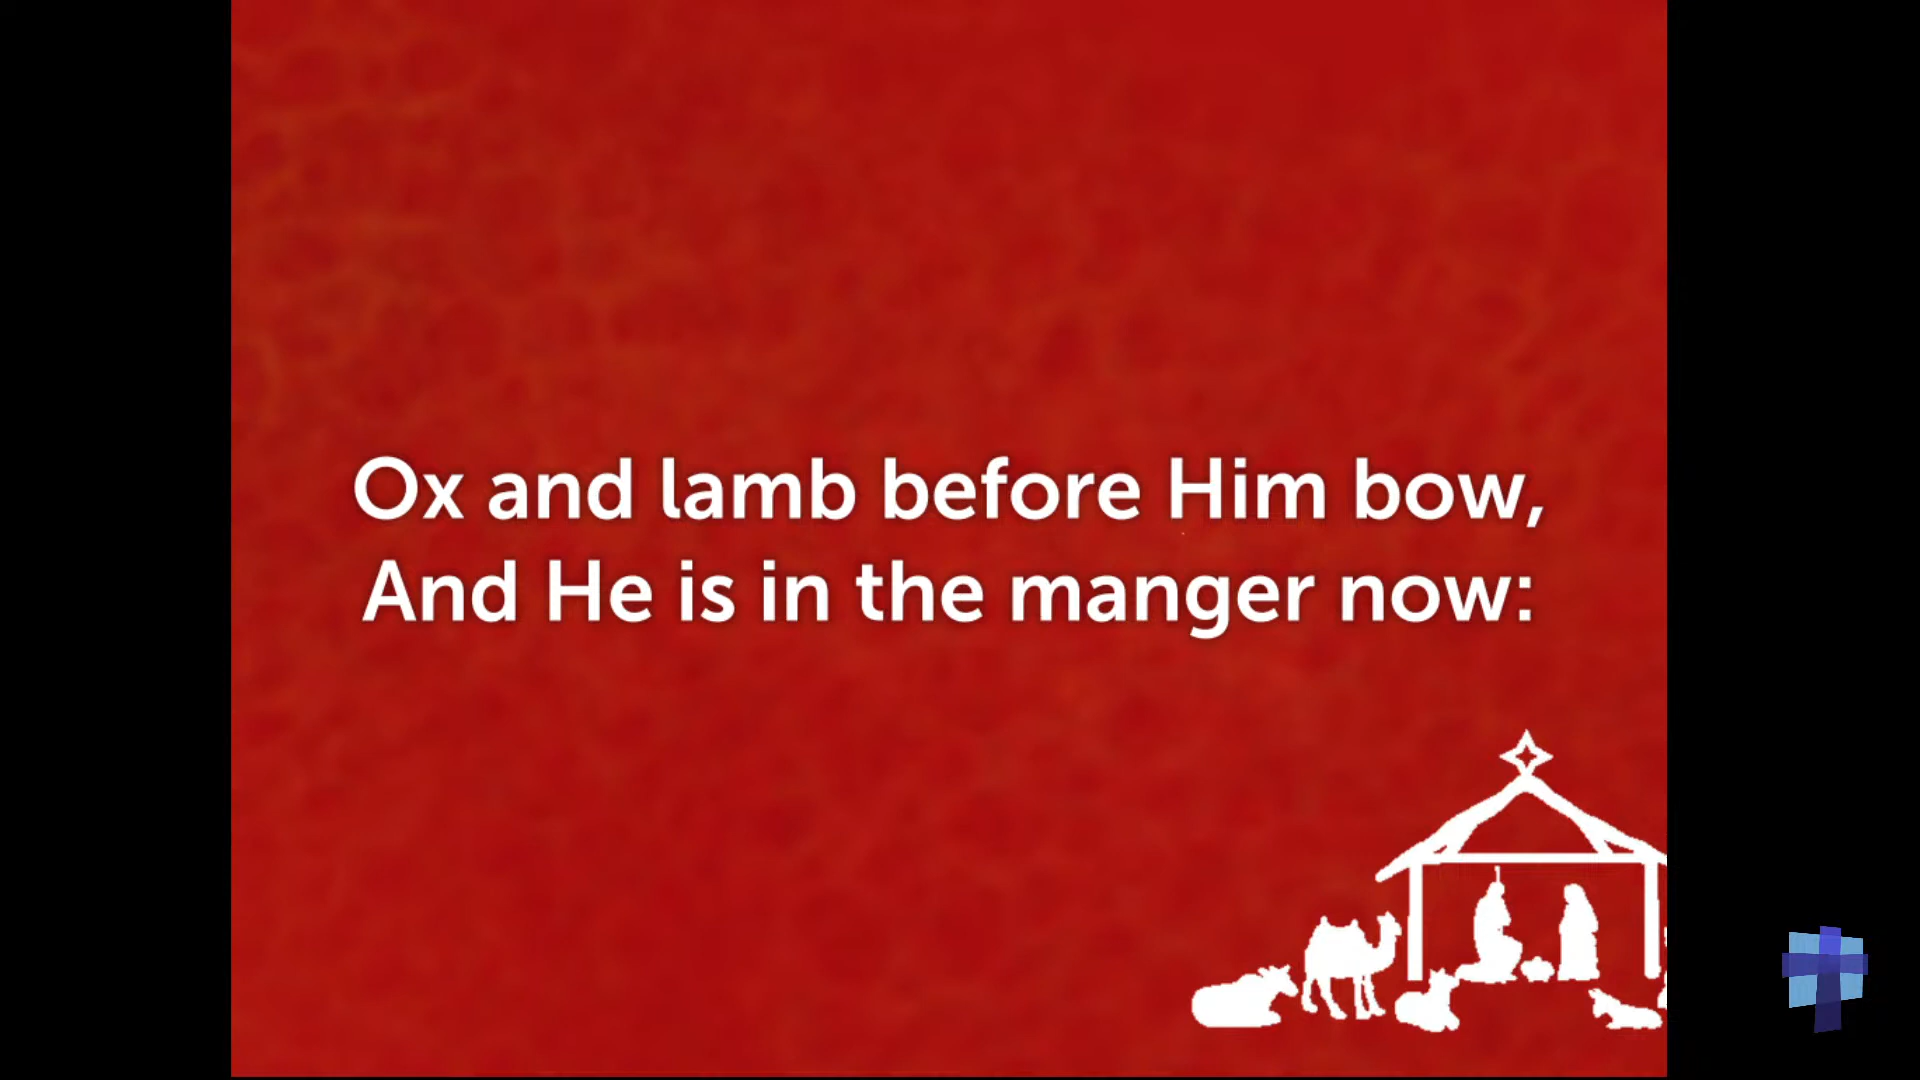 Ox and lamb before Him bow,
And He is in the manger now: